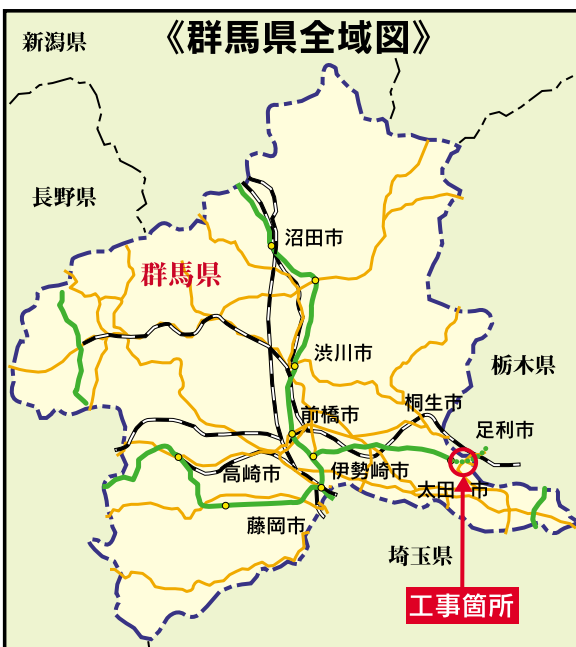 《群馬県全域図》
新潟県
長野県
沼田市
群馬県
渋川市
栃木県
桐生市
前橋市
足利市
高崎市
伊勢崎市
太田市
藤岡市
埼玉県
工事箇所